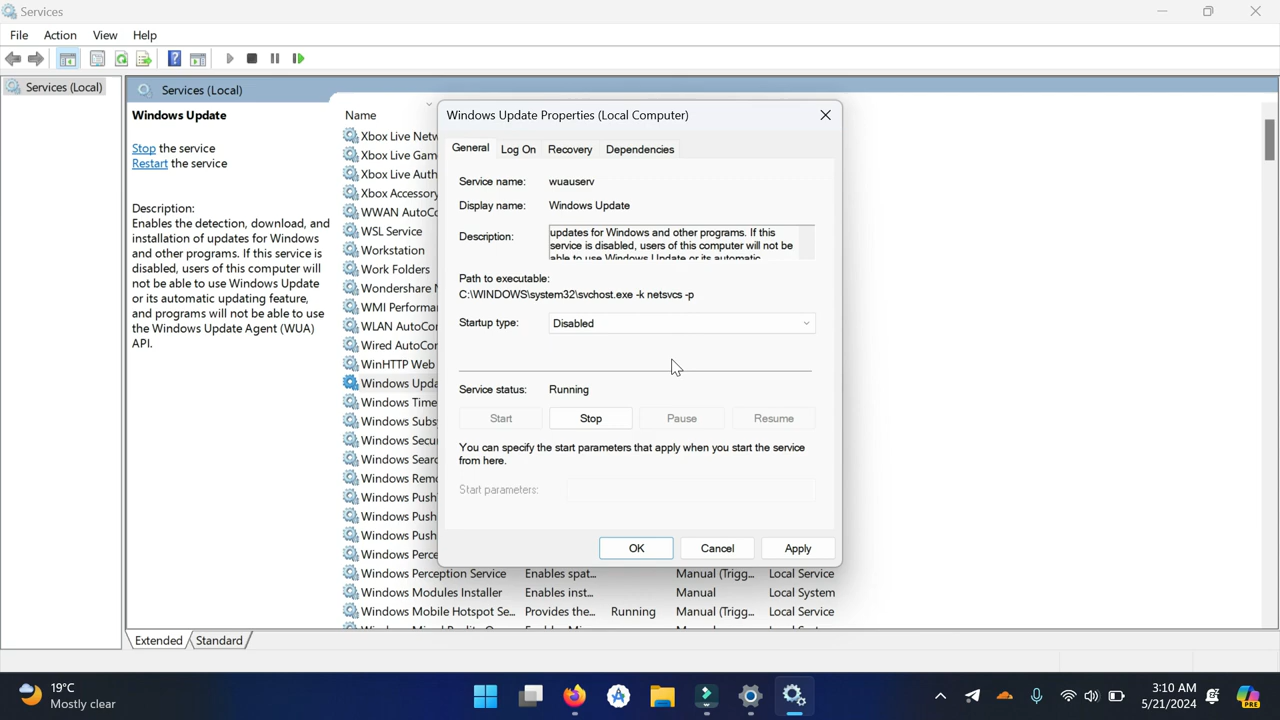 Services
File Action View Help
Services (Local)
Services (Local)
Windows Update
Stop the service
Restart the service
Description:
Enables the detection, download, and
installation of updates for Windows
and other programs. If this service is
disabled, users of this computer will
not be able to use Windows Update
or its automatic updating feature,
and programs will not be able to use
the Windows Update Agent (WUA)
API.
Name
Xbox Live Netw
Xbox Live Gam
Xbox Live Auth
Xbox Accessory
WWAN AutoCo
WSL Service
Workstation
Work Folders
Wondershare
WMI Performa
WLAN AutoCon
Wired AutoCon
WinHTTP Web
Windows Upda
Windows Time
Windows Subs
Windows Secu
Windows Searc
Windows Remo
Windows Push
Windows Push
Windows Push
Windows Perce
Windows Perception Service Enables spat... Manual (Trigg... Local Service
Windows Modules Installer Enables inst... Manual Local System
Windows Mobile Hotspot Se... Provides the... Running Manual (Trigg... Local Service
Windows Update Properties (Local Computer)
General Log On Recovery Dependencies
Service name: wuauserv
Display name: Windows Update
Description:
updates for Windows and other programs. If this
service is disabled, users of this computer will not be
able to use Windows Update or its automatic
Path to executable:
C:\WINDOWS\system32\svchost.exe -k netsvcs -p
Startup type: Disabled
Service status: Running
Start Stop Pause Resume
You can specify the start parameters that apply when you start the service
from here.
Start parameters:
OK Cancel Apply
Extended Standard
19°C
Mostly clear
3:10 AM
5/21/2024
PRE